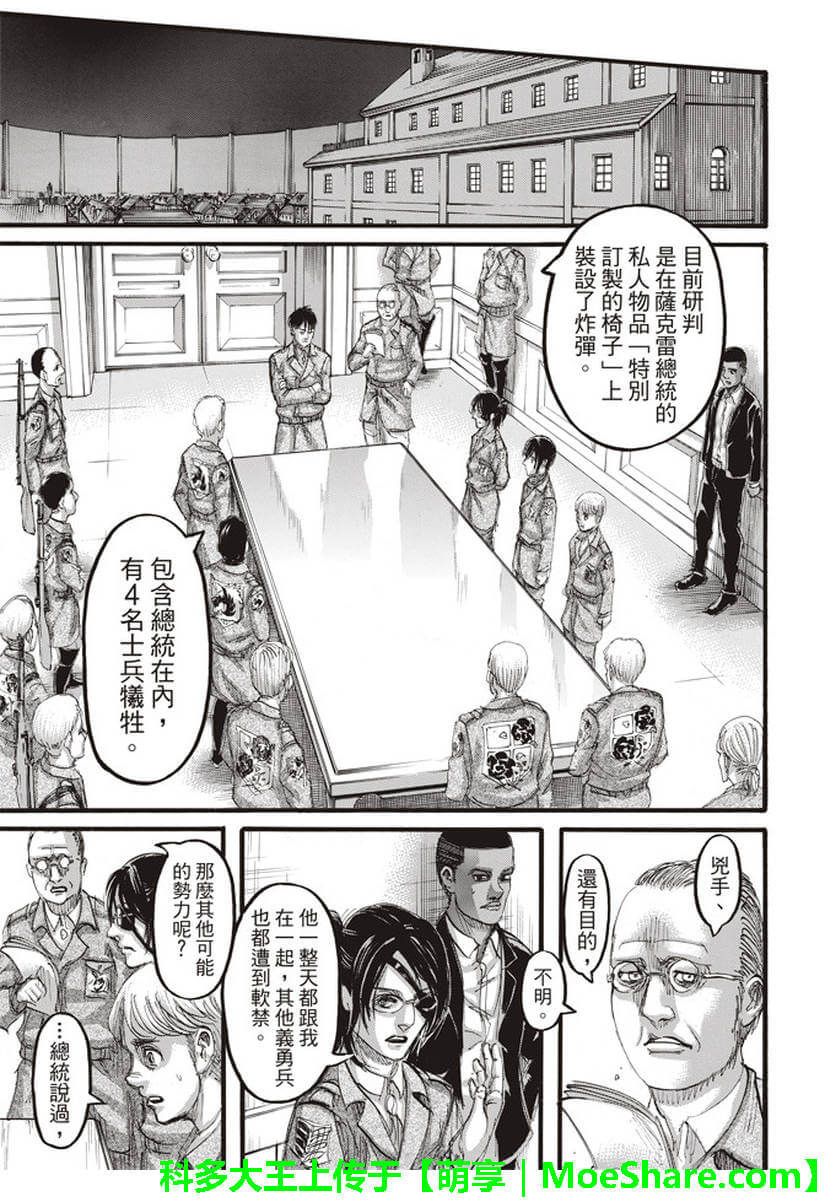 目前研判
是在薩克雷總統的
私人物品「特別
訂製的椅子」上
裝設了炸彈。
包含總統在內，
有4名士兵犧牲。
兇手、
還有目的，
不明。
他一整天都跟我
在一起，其他義勇兵
也都遭到軟禁。
那麼其他可能
的勢力呢？
…總統說過，
科多大王上传于【萌享/MoeShare.com】